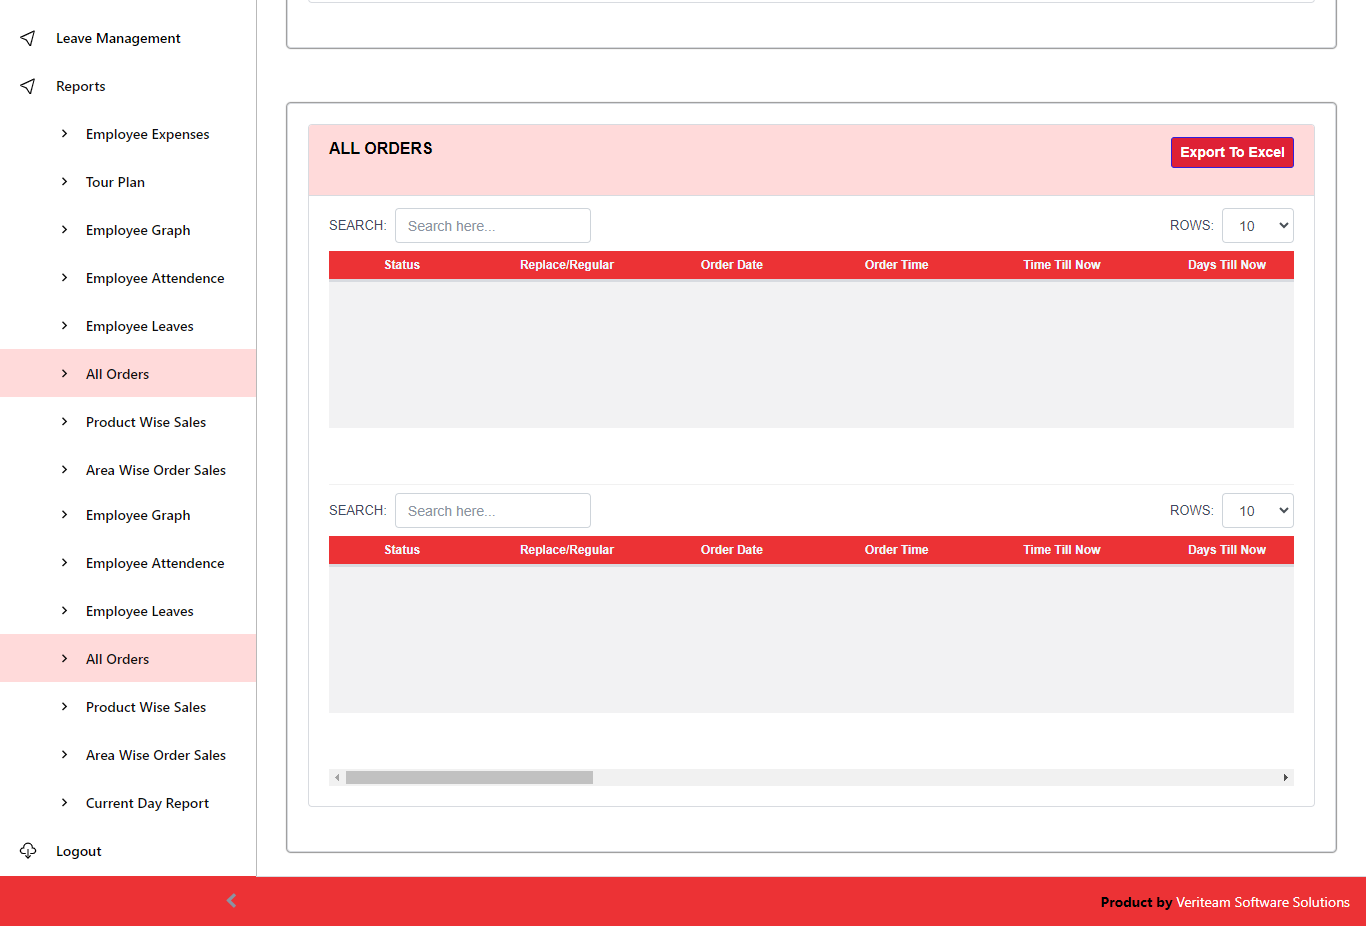 Leave Management
Reports
Employee Expenses
Tour Plan
Employee Graph
Employee Attendence
Employee Leaves
All Orders
Product Wise Sales
Area Wise Order Sales
Employee Graph
Employee Attendence
Employee Leaves
All Orders
Product Wise Sales
Area Wise Order Sales
Current Day Report
Logout
ALL ORDERS
Export To Excel
SEARCH: Search here... ROWS: 10
Status Replace/Regular Order Date Order Time Time Till Now Days Till Now
SEARCH: Search here... ROWS: 10
Status Replace/Regular Order Date Order Time Time Till Now Days Till Now
Product by Veriteam Software Solutions